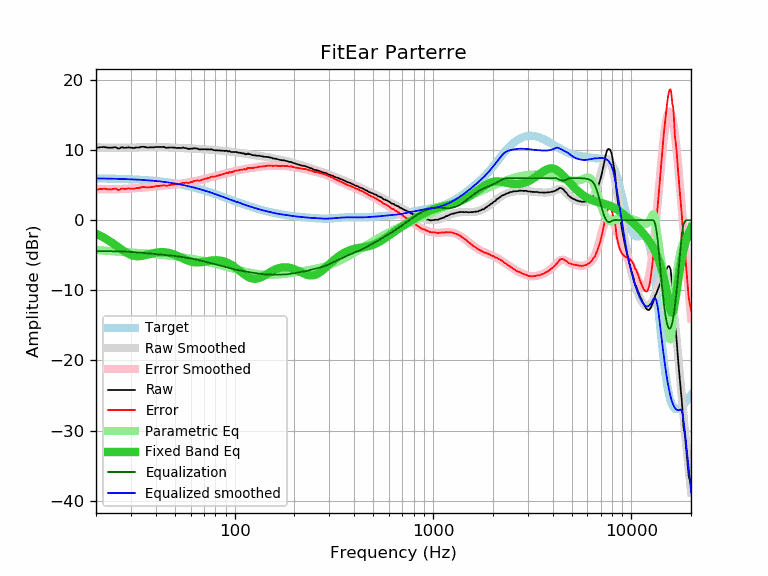 FitEar Parterre
20
10
0
−10
−20
−30
−40
Amplitude (dBr)
Target
Raw Smoothed
Error Smoothed
Raw
Error
Parametric Eq
Fixed Band Eq
Equalization
Equalized smoothed
100
1000
10000
Frequency (Hz)